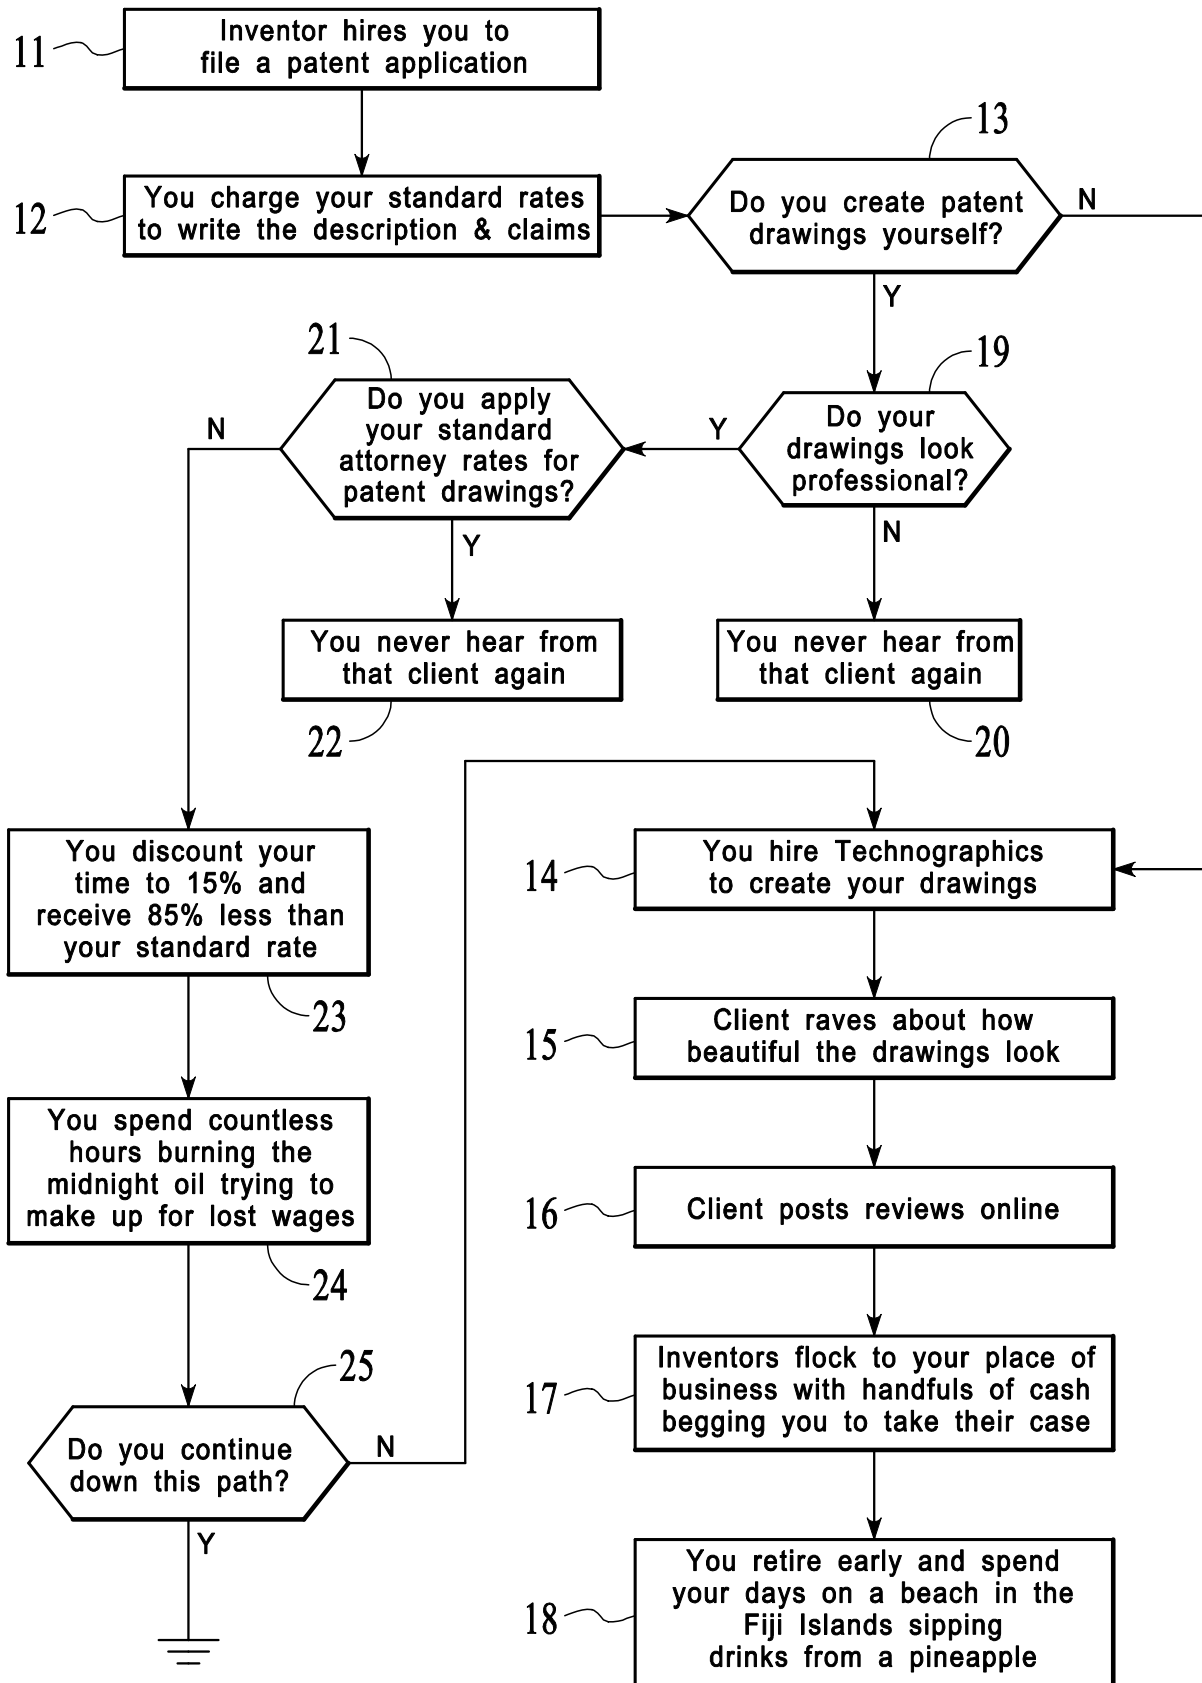 11
Inventor hires you to
file a patent application
12
You charge your standard rates
to write the description & claims
13
Do you create patent
drawings yourself?
N
Y
19
Do your
drawings look
professional?
Y
N
21
Do you apply
your standard
attorney rates for
patent drawings?
N
Y
You never hear from
that client again
22
You never hear from
that client again
20
You discount your
time to 15% and
receive 85% less than
your standard rate
23
You spend countless
hours burning the
midnight oil trying to
make up for lost wages
24
25
Do you continue
down this path?
N
Y
14
You hire Technographics
to create your drawings
15
Client raves about how
beautiful the drawings look
16
Client posts reviews online
17
Inventors flock to your place of
business with handfuls of cash
begging you to take their case
18
You retire early and spend
your days on a beach in the
Fiji Islands sipping
drinks from a pineapple